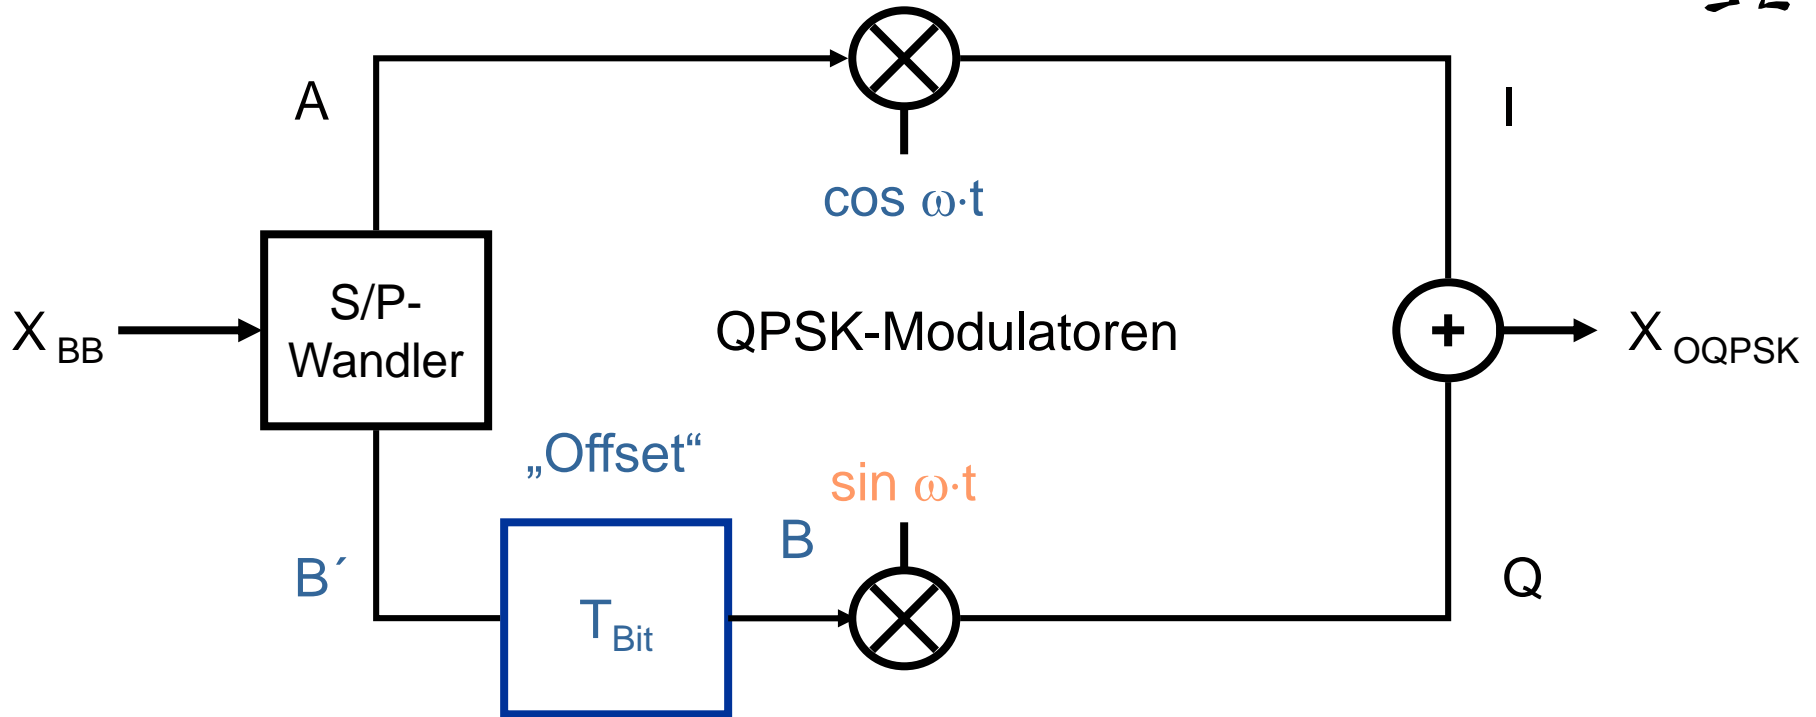 A
I
cos ω·t
S/P-
Wandler
X BB
QPSK-Modulatoren
+
X OQPSK
„Offset“
sin ω·t
B
B´
T Bit
Q